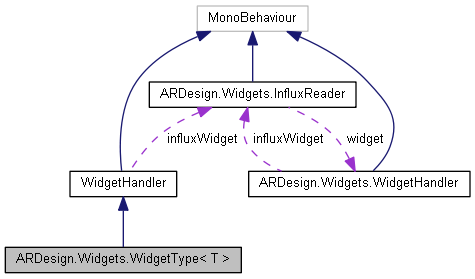 MonoBehaviour
ARDesign.Widgets.InfluxReader
influxWidget
influxWidget
widget
WidgetHandler
ARDesign.Widgets.WidgetHandler
ARDesign.Widgets.WidgetType< T >